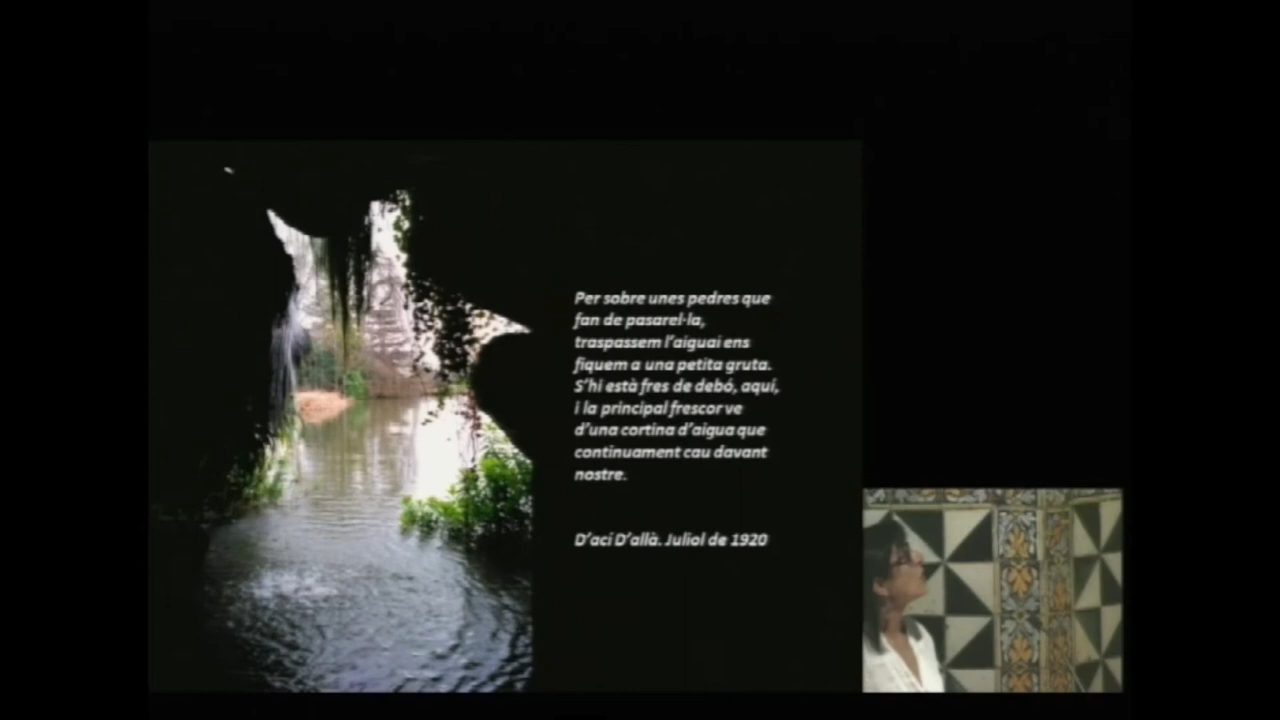 Per sobre unes pedres que
fan de pasarel·la,
traspassem l'aiguai ens
fiquem a una petita gruta.
S'hi està fres de debó, aquí,
i la principal frescor ve
d'una cortina d'aigua que
continuament cau davant
nostre.
D'ací D'allà. Juliol de 1920